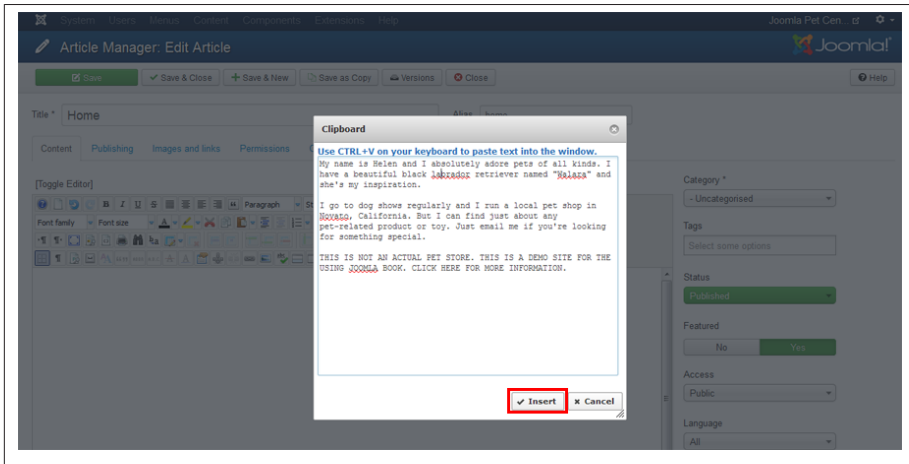 System Users Menus Content Components Extensions Help Joomla Pet Cen...
Article Manager: Edit Article Joomla!
Save Save & Close Save & New Save as Copy Versions Close Help
Title * Home Alias home
Content Publishing Images and links Permissions
Clipboard
Use CTRL+V on your keyboard to paste text into the window.
My name is Helen and I absolutely adore pets of all kinds. I
have a beautiful black labrador retriever named "Walara" and
she's my inspiration.
I go to dog shows regularly and I run a local pet shop in
Novato, California. But I can find just about any
pet-related product or toy. Just email me if you're looking
for something special.
THIS IS NOT AN ACTUAL PET STORE. THIS IS A DEMO SITE FOR THE
USING JOOMLA BOOK. CLICK HERE FOR MORE INFORMATION.
Insert Cancel
[Toggle Editor]
Paragraph
Font family Font size
Category *
- Uncategorised
Tags
Select some options
Status
Published
Featured
No Yes
Access
Public
Language
All